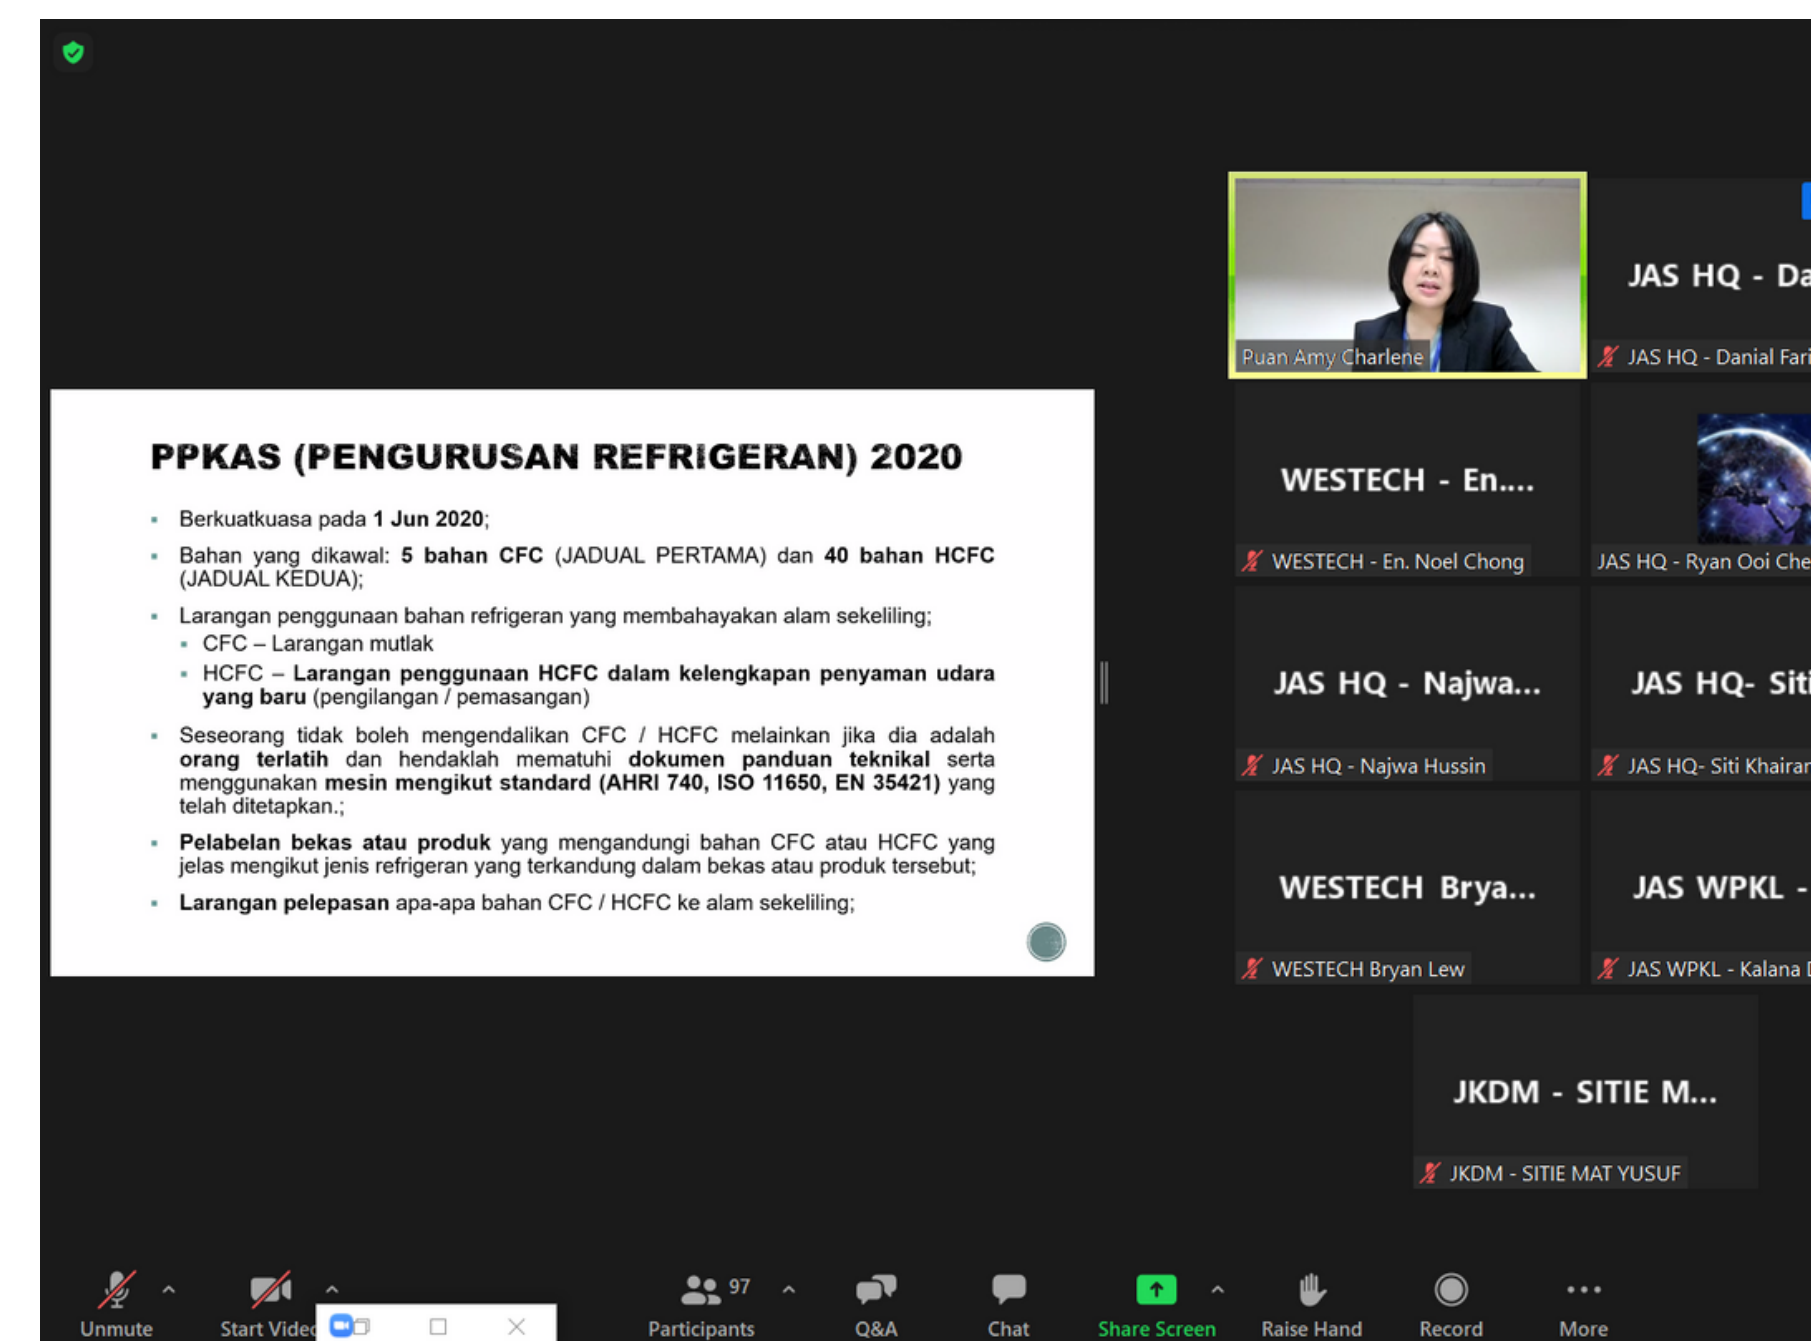 PPKAS (PENGURUSAN REFRIGERAN) 2020
Berkuatkuasa pada 1 Jun 2020;
Bahan yang dikawal: 5 bahan CFC (JADUAL PERTAMA) dan 40 bahan HCFC
(JADUAL KEDUA);
Larangan penggunaan bahan refrigeran yang membahayakan alam sekeliling;
CFC – Larangan mutlak
HCFC – Larangan penggunaan HCFC dalam kelengkapan penyaman udara
yang baru (pengilangan / pemasangan)
Seseorang tidak boleh mengendalikan CFC / HCFC melainkan jika dia adalah
orang terlatih dan hendaklah mematuhi dokumen panduan teknikal serta
menggunakan mesin mengikut standard (AHRI 740, ISO 11650, EN 35421) yang
telah ditetapkan.;
Pelabelan bekas atau produk yang mengandungi bahan CFC atau HCFC yang
jelas mengikut jenis refrigeran yang terkandung dalam bekas atau produk tersebut;
Larangan pelepasan apa-apa bahan CFC / HCFC ke alam sekeliling;
Puan Amy Charlene
JAS HQ - Da
JAS HQ - Danial Fari
WESTECH - En....
WESTECH - En. Noel Chong
JAS HQ - Ryan Ooi Che
JAS HQ - Najwa...
JAS HQ - Najwa Hussin
JAS HQ- Siti
JAS HQ- Siti Khairan
WESTECH Brya...
WESTECH Bryan Lew
JAS WPKL -
JAS WPKL - Kalana
JKDM - SITIE M...
JKDM - SITIE MAT YUSUF
Unmute
Start Video
97
Participants
Q&A
Chat
Share Screen
Raise Hand
Record
More